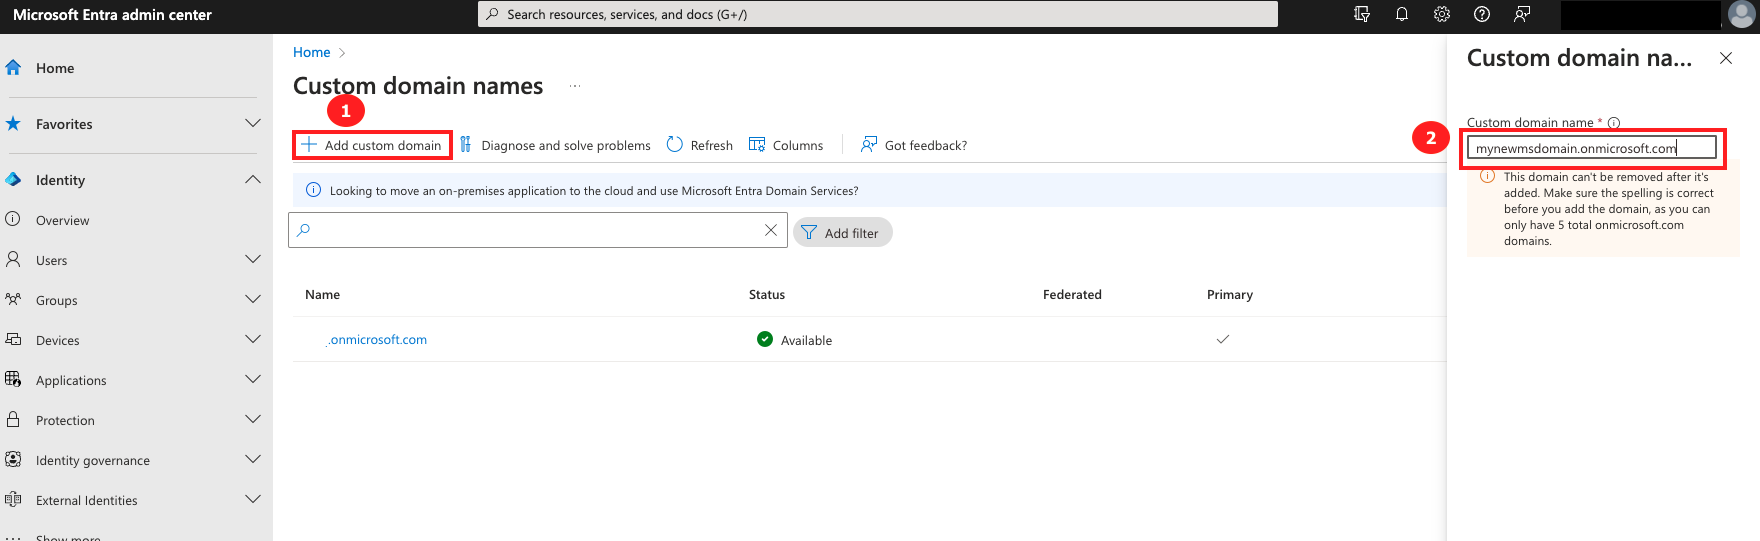 Microsoft Entra admin center
Search resources, services, and docs (G+/)
Home
Favorites
Identity
Overview
Users
Groups
Devices
Applications
Protection
Identity governance
External Identities
Show more
Home
Custom domain names
...
1
Add custom domain
Diagnose and solve problems
Refresh
Columns
Got feedback?
Looking to move an on-premises application to the cloud and use Microsoft Entra Domain Services?
Add filter
Name Status Federated Primary
.onmicrosoft.com Available
Custom domain na...
Custom domain name *
2
mynewmsdomain.onmicrosoft.com
This domain can't be removed after it's
added. Make sure the spelling is correct
before you add the domain, as you can
only have 5 total onmicrosoft.com
domains.